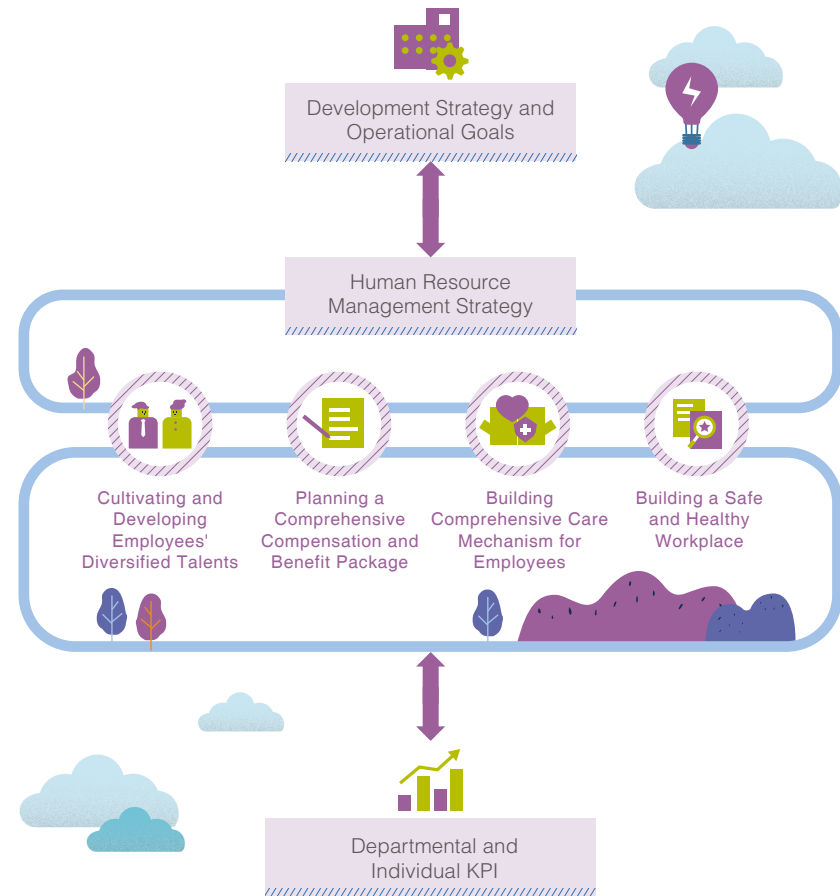 Development Strategy and
Operational Goals
Human Resource
Management Strategy
Cultivating and
Developing
Employees'
Diversified Talents
Planning a
Comprehensive
Compensation and
Benefit Package
Building
Comprehensive Care
Mechanism for
Employees
Building a Safe
and Healthy
Workplace
Departmental and
Individual KPI